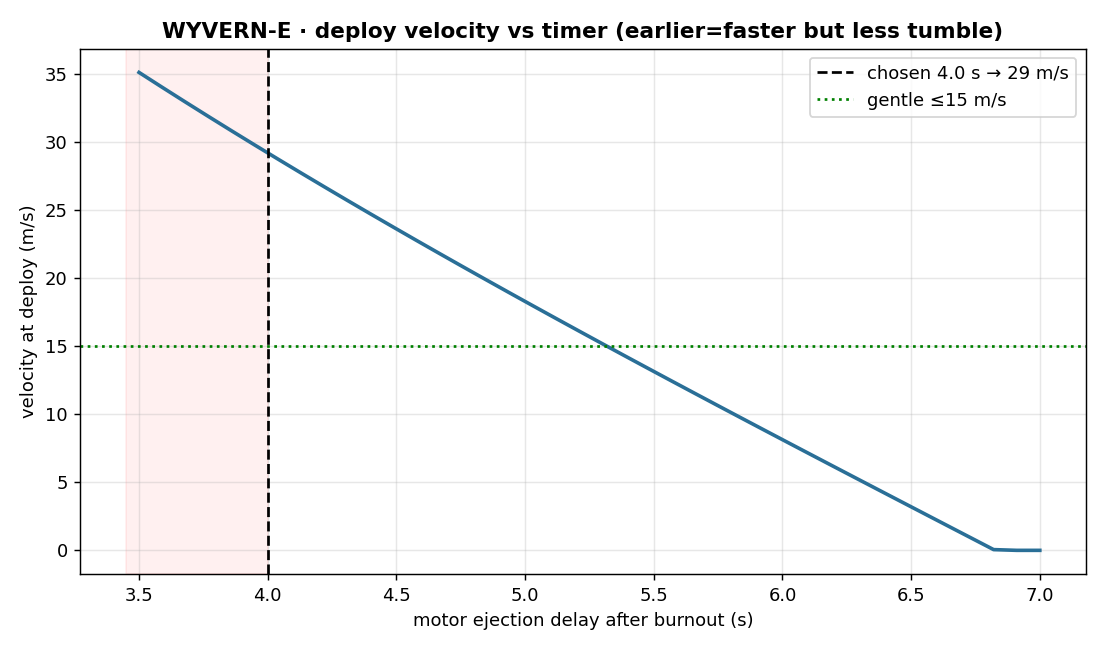 WYVERN-E · deploy velocity vs timer (earlier=faster but less tumble)
chosen 4.0 s → 29 m/s
gentle ≤15 m/s
velocity at deploy (m/s)
35
30
25
20
15
10
5
0
3.5 4.0 4.5 5.0 5.5 6.0 6.5 7.0
motor ejection delay after burnout (s)